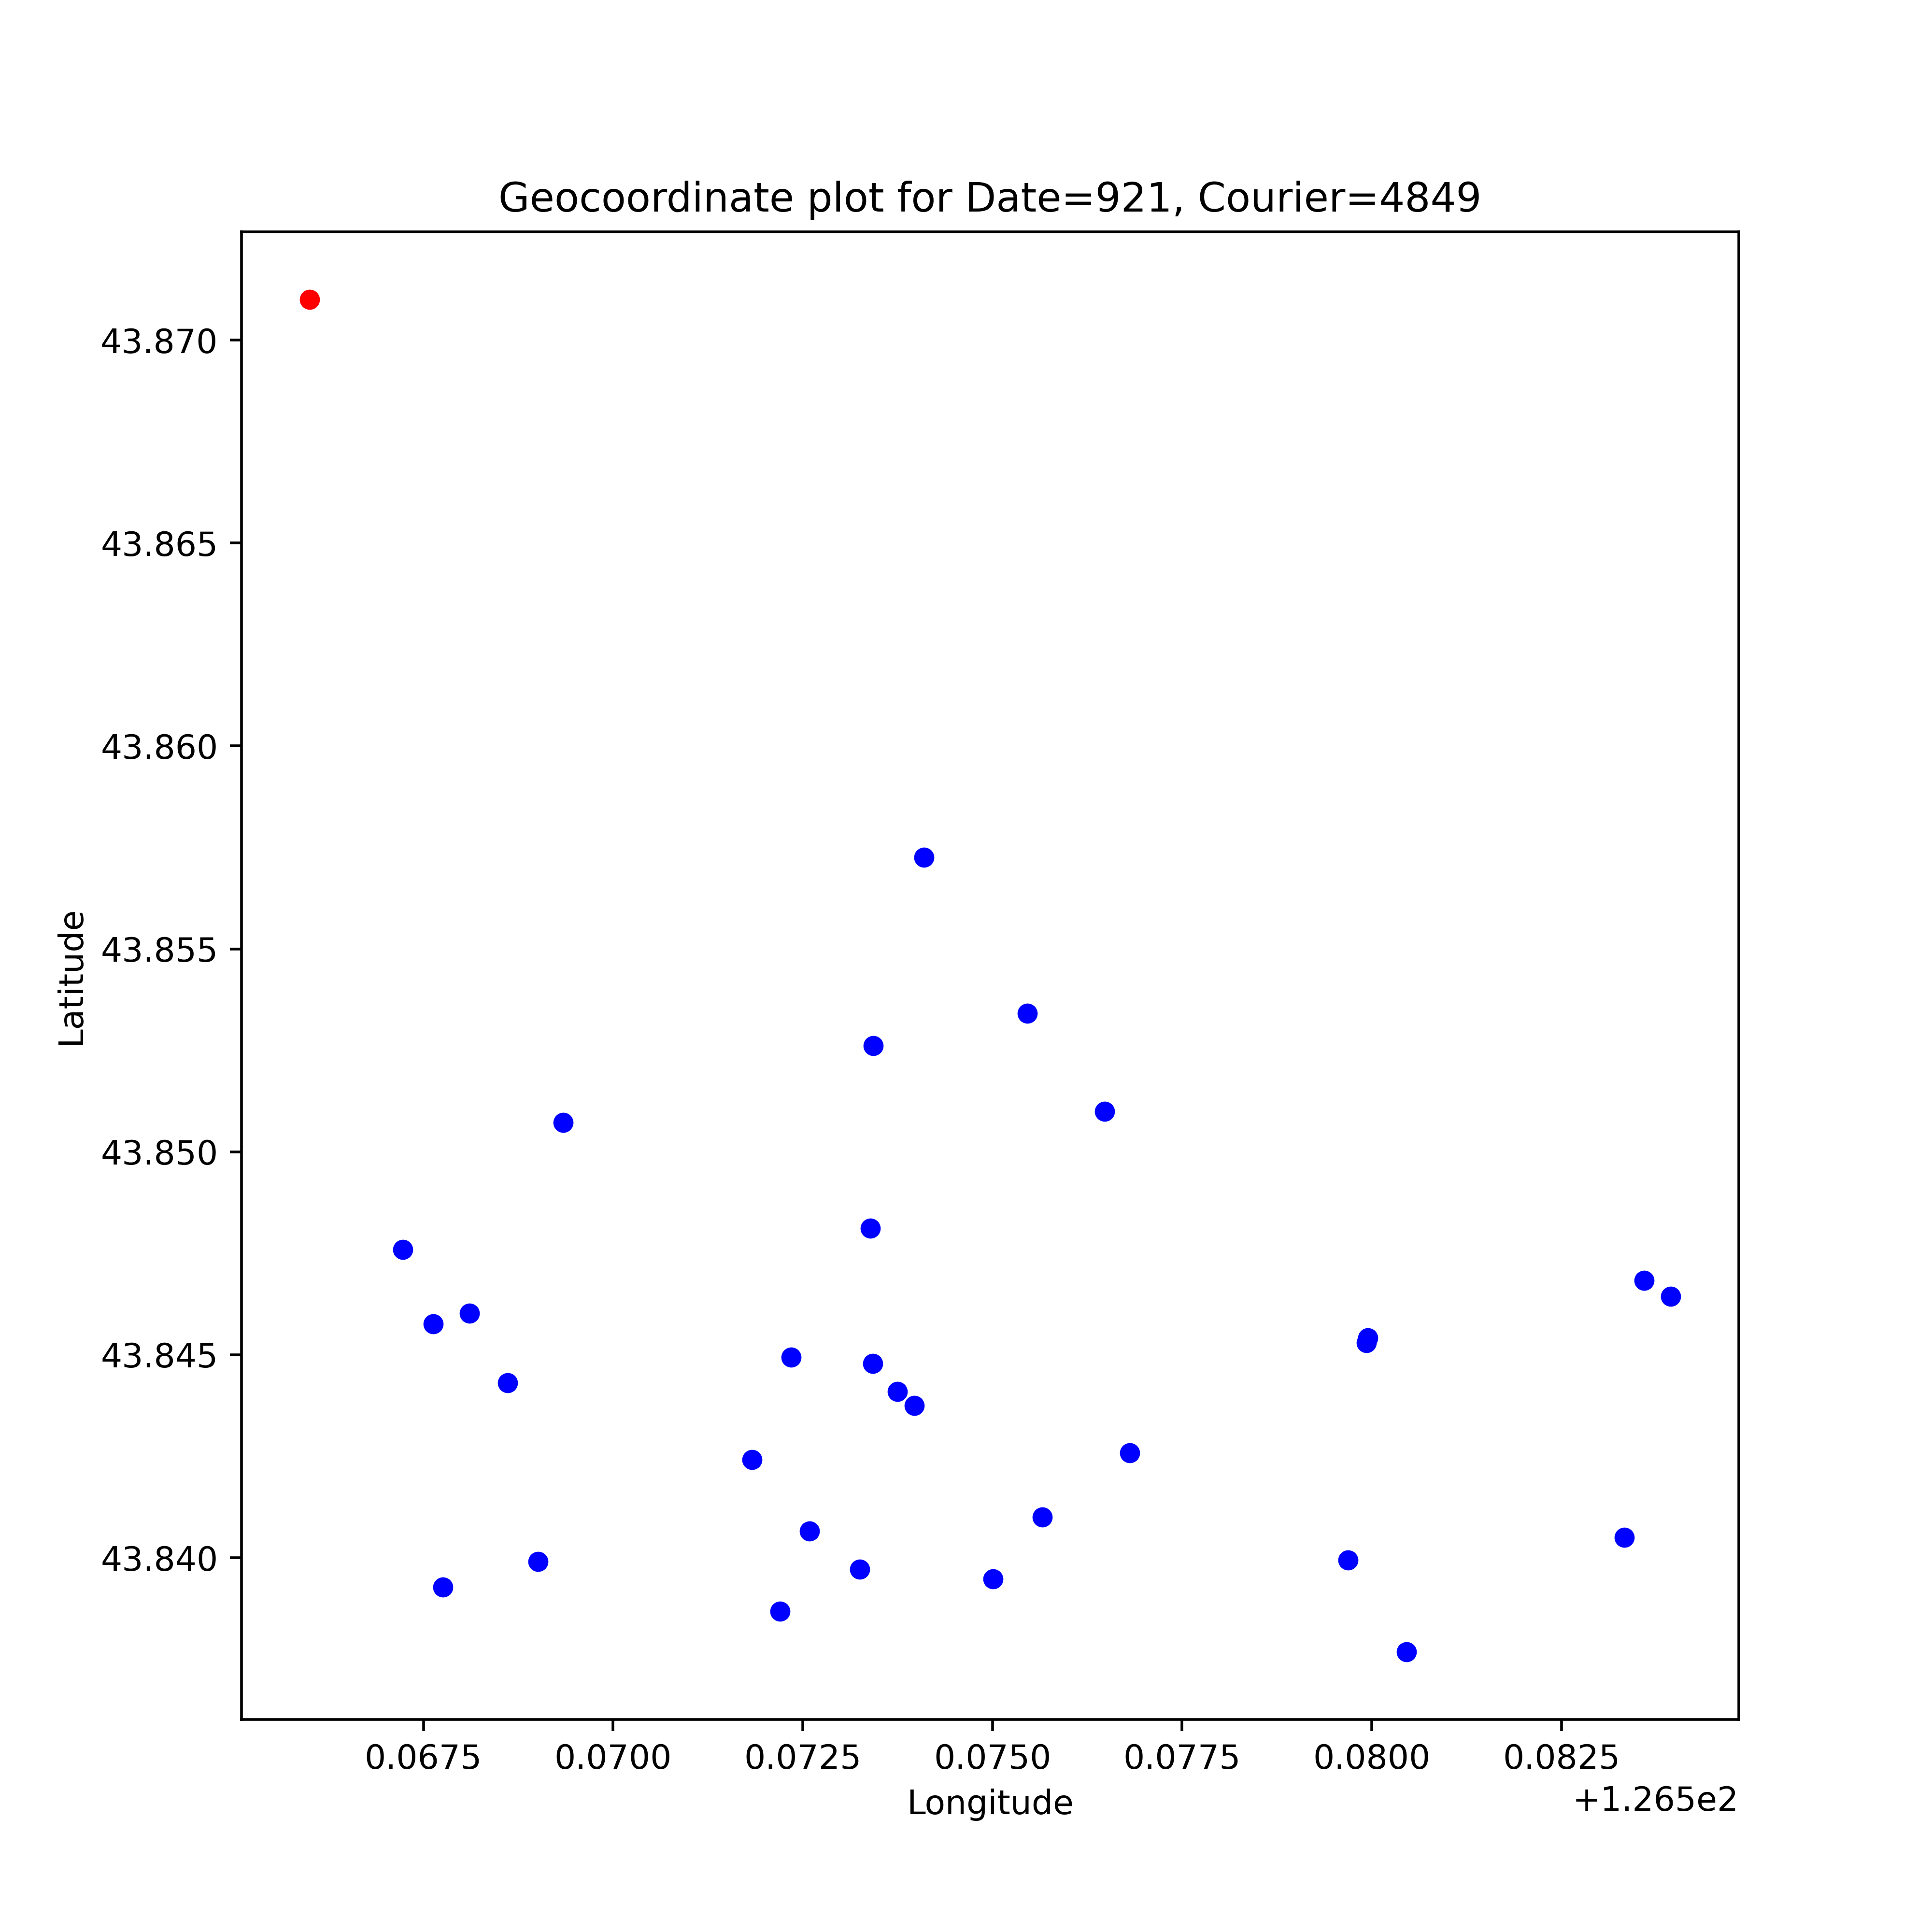 Geocoordinate plot for Date=921, Courier=4849
43.870
43.865
43.860
43.855
43.850
43.845
43.840
Latitude
0.0675 0.0700 0.0725 0.0750 0.0775 0.0800 0.0825
+1.265e2
Longitude